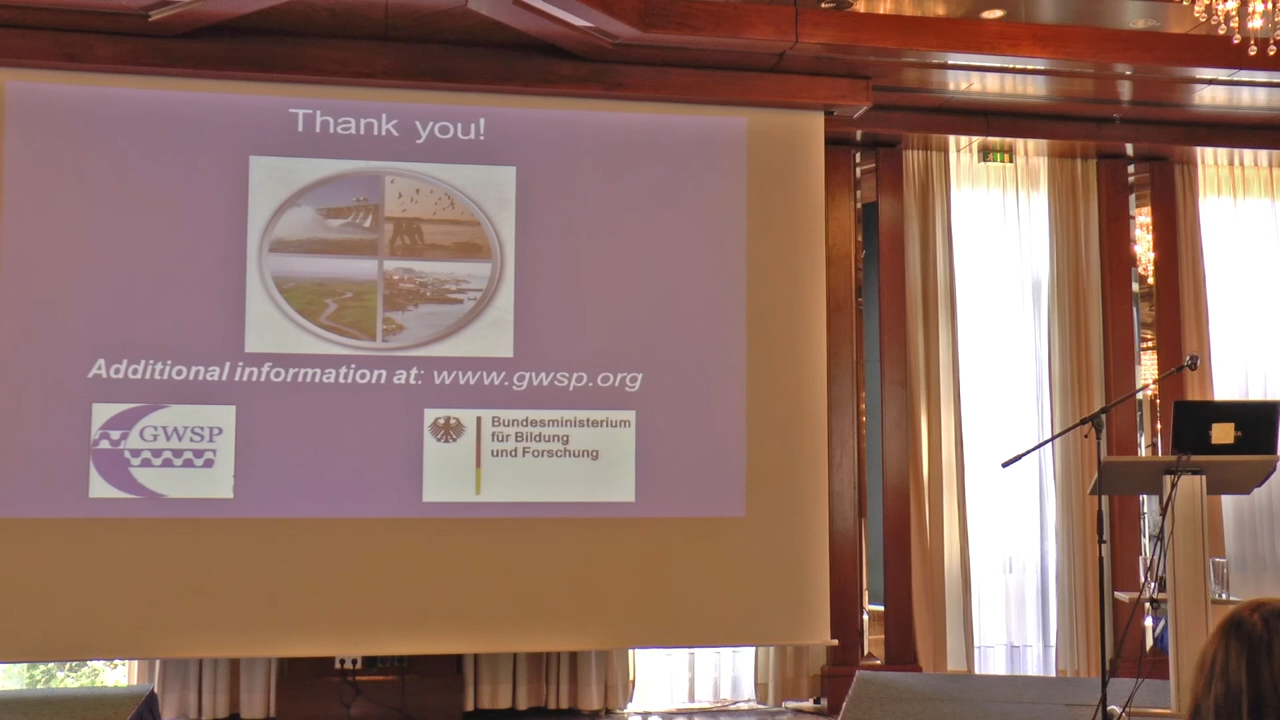 Thank you!
Additional information at: www.gwsp.org
GWSP
Bundesministerium
für Bildung
und Forschung